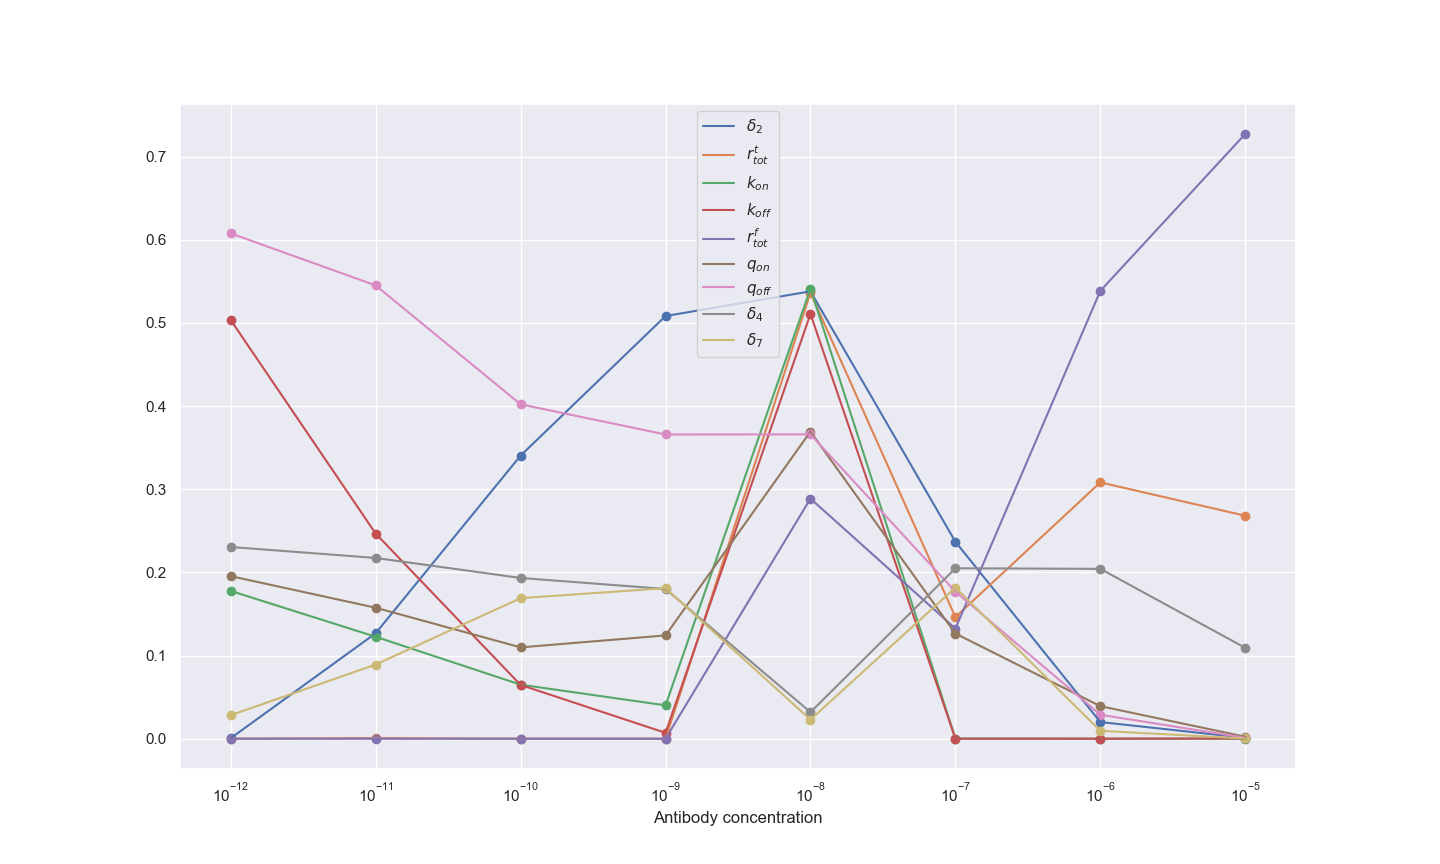 δ₂
rᵗₜₒₜ
k_on
k_off
r^f_tot
q_on
q_off
δ₄
δ₇
0.7
0.6
0.5
0.4
0.3
0.2
0.1
0.0
10⁻¹² 10⁻¹¹ 10⁻¹⁰ 10⁻⁹ 10⁻⁸ 10⁻⁷ 10⁻⁶ 10⁻⁵
Antibody concentration